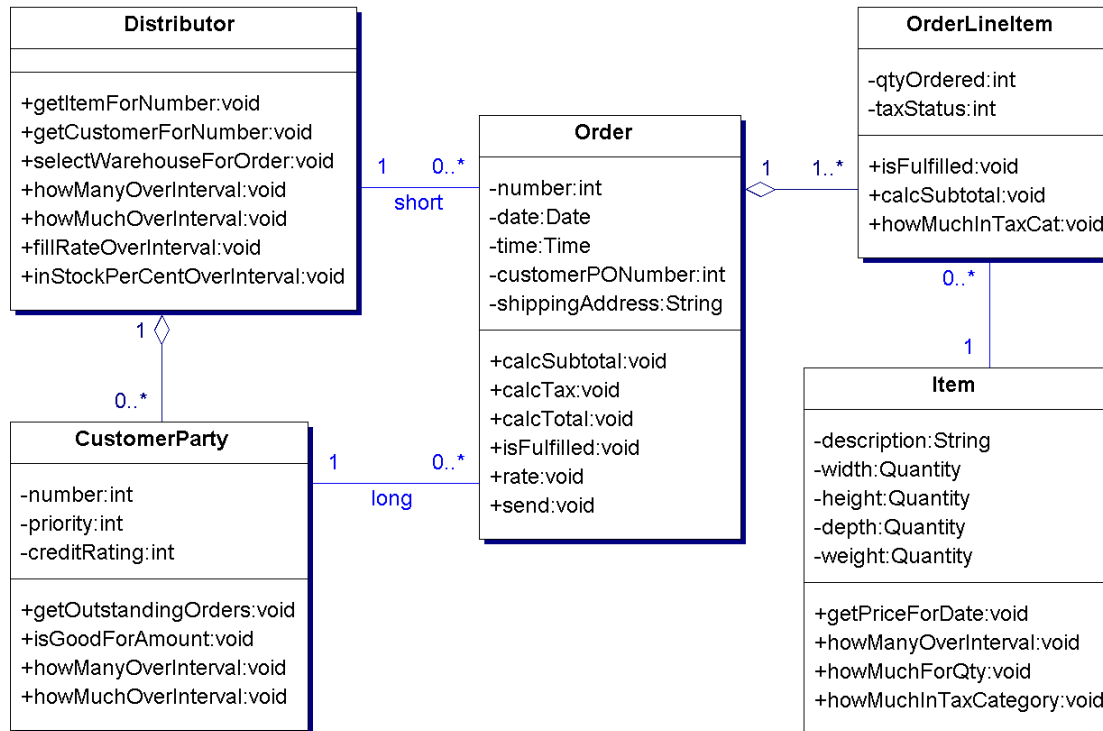 Distributor
+getItemForNumber:void
+getCustomerForNumber:void
+selectWarehouseForOrder:void
+howManyOverInterval:void
+howMuchOverInterval:void
+fillRateOverInterval:void
+inStockPerCentOverInterval:void
1
0..*
short
Order
-number:int
-date:Date
-time:Time
-customerPONumber:int
-shippingAddress:String
+calcSubtotal:void
+calcTax:void
+calcTotal:void
+isFulfilled:void
+rate:void
+send:void
1
1..*
OrderLineItem
-qtyOrdered:int
-taxStatus:int
+isFulfilled:void
+calcSubtotal:void
+howMuchInTaxCat:void
0..*
1
1
0..*
CustomerParty
-number:int
-priority:int
-creditRating:int
+getOutstandingOrders:void
+isGoodForAmount:void
+howManyOverInterval:void
+howMuchOverInterval:void
1
0..*
long
Item
-description:String
-width:Quantity
-height:Quantity
-depth:Quantity
-weight:Quantity
+getPriceForDate:void
+howManyOverInterval:void
+howMuchForQty:void
+howMuchInTaxCategory:void